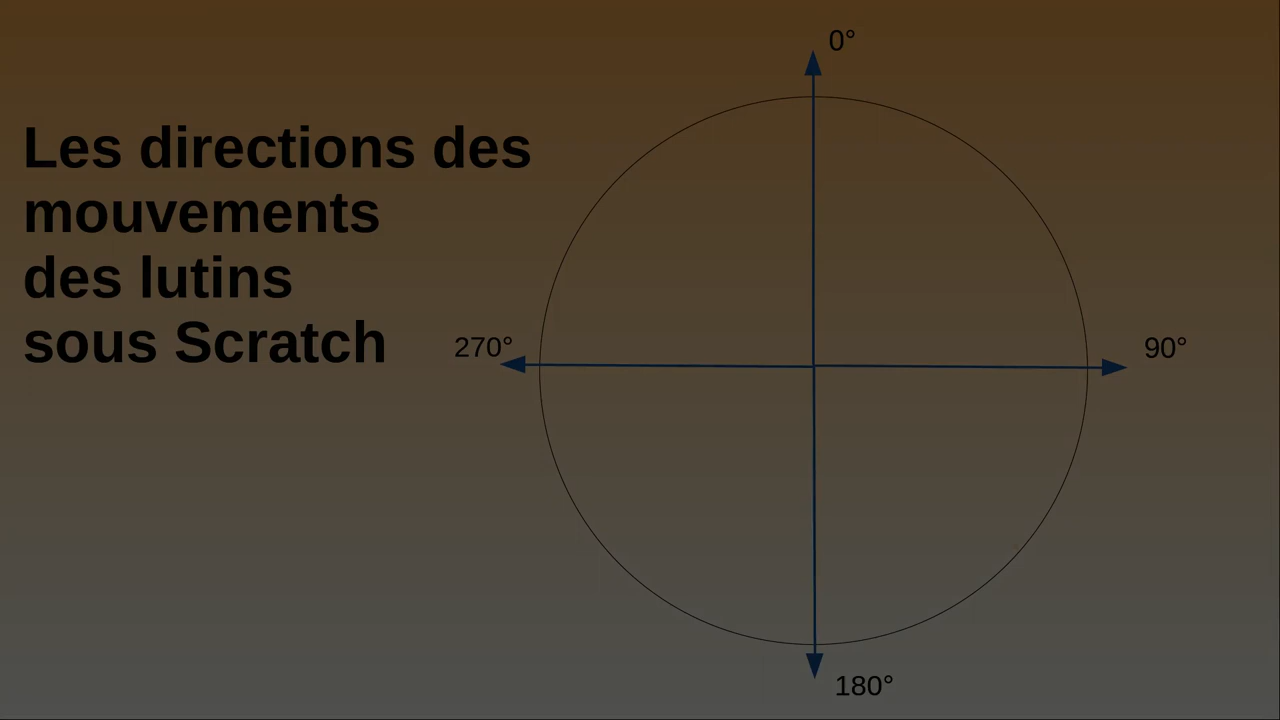 0°
Les directions des
mouvements
des lutins
sous Scratch
270°
90°
180°